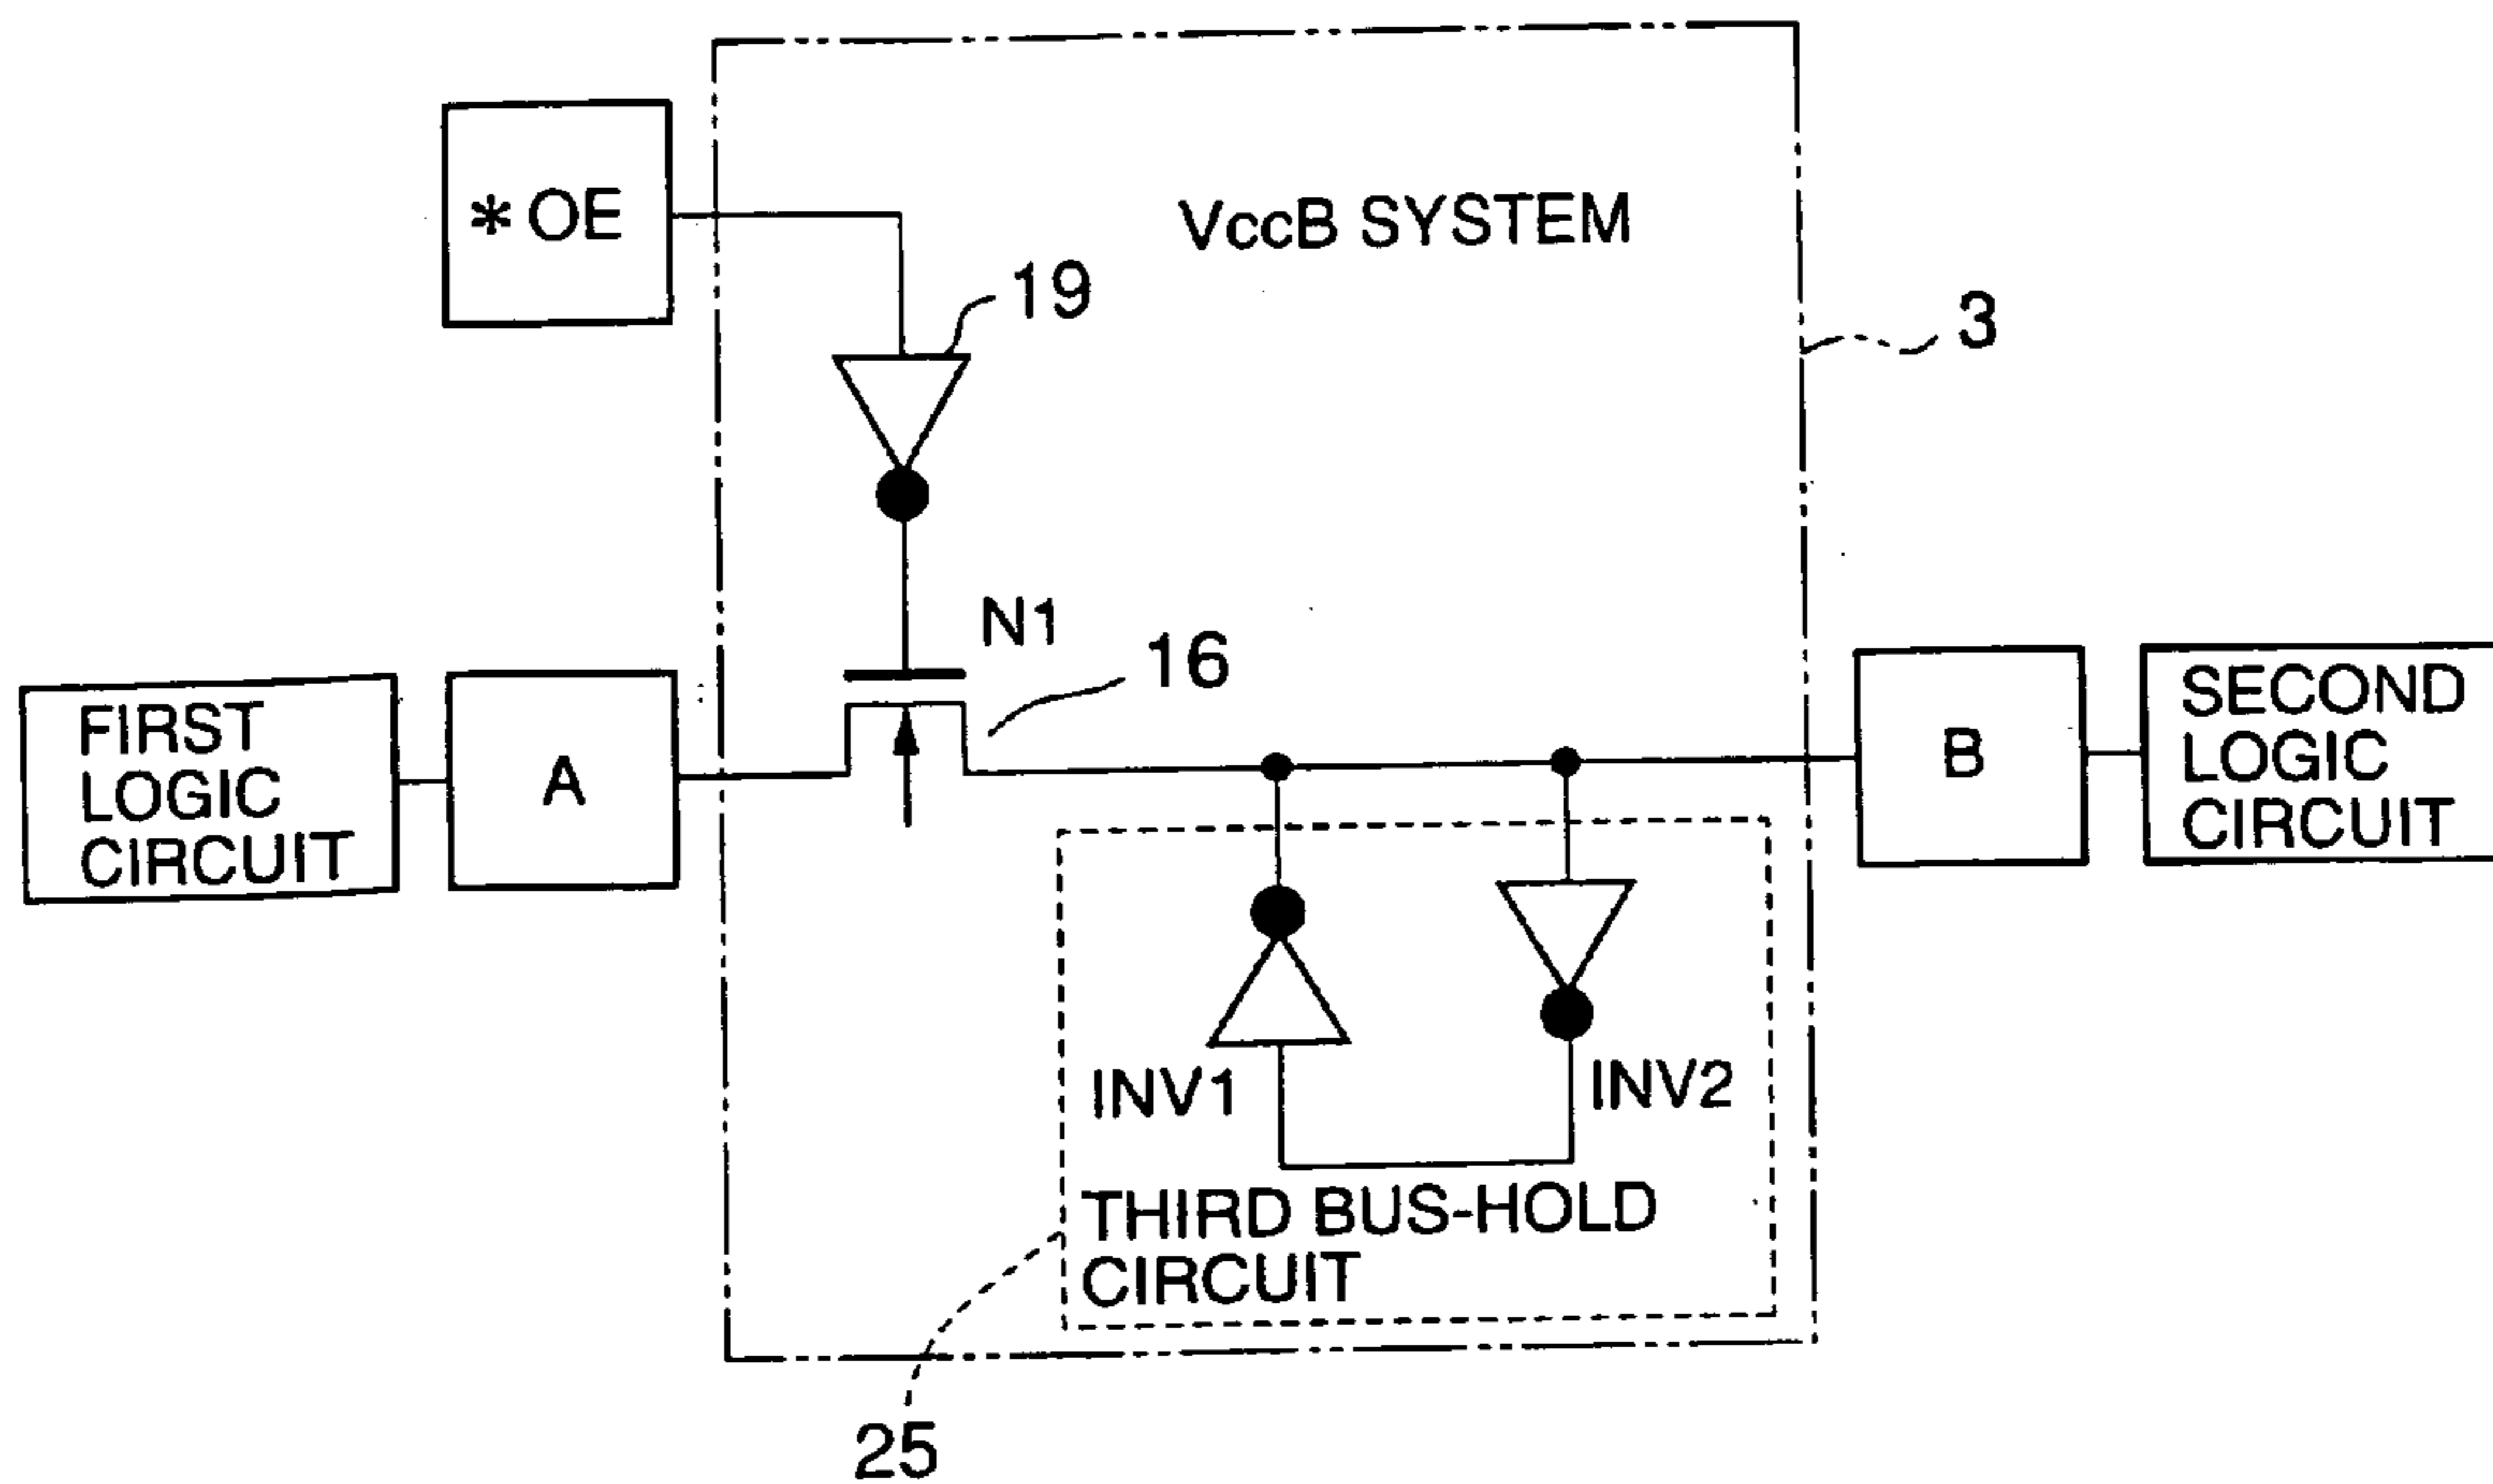 * OE
VccB SYSTEM
19
3
N1
16
FIRST
LOGIC
CIRCUIT
A
B
SECOND
LOGIC
CIRCUIT
INV1
INV2
THIRD BUS-HOLD
CIRCUIT
25